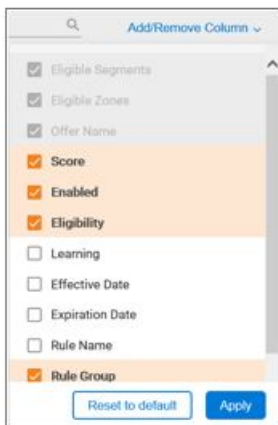 Add/Remove Column
Eligible Segments
Eligible Zones
Offer Name
Score
Enabled
Eligibility
Learning
Effective Date
Expiration Date
Rule Name
Rule Group
Reset to default Apply